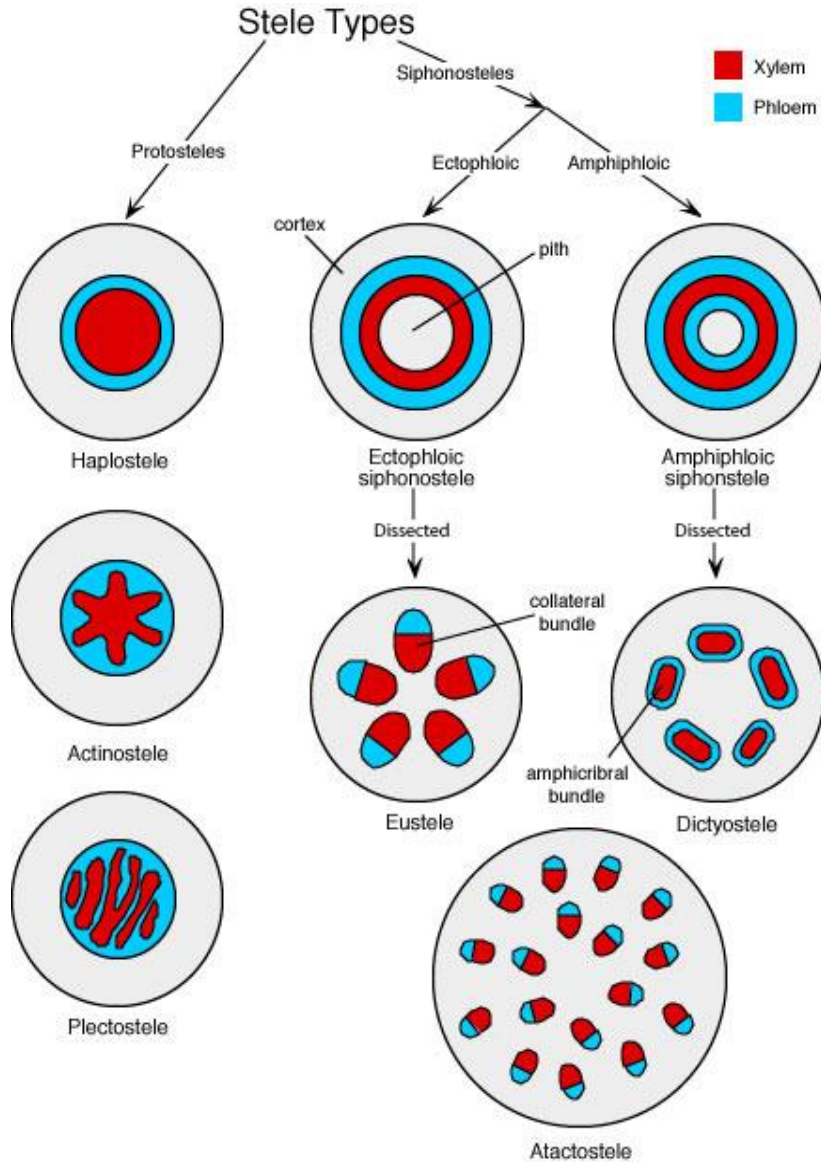 Stele Types
Siphonosteles
Xylem
Phloem
Protosteles
Ectophloic
Amphiphloic
cortex
pith
Haplostele
Ectophloic
siphonostele
Amphiphloic
siphonstele
Dissected
Dissected
collateral
bundle
Actinostele
amphicribral
bundle
Eustele
Dictyostele
Plectostele
Atactostele